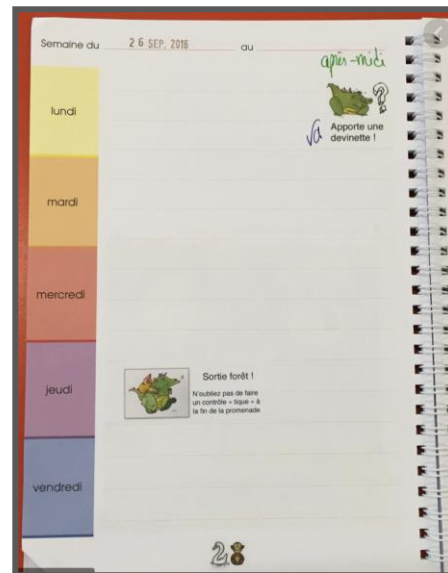 Semaine du 26 SEP. 2016 au
après-midi
lundi
Apporte une
devinette !
mardi
mercredi
jeudi
Sortie forêt !
N'oubliez pas de faire
un contrôle « tique » à
la fin de la promenade
vendredi
28